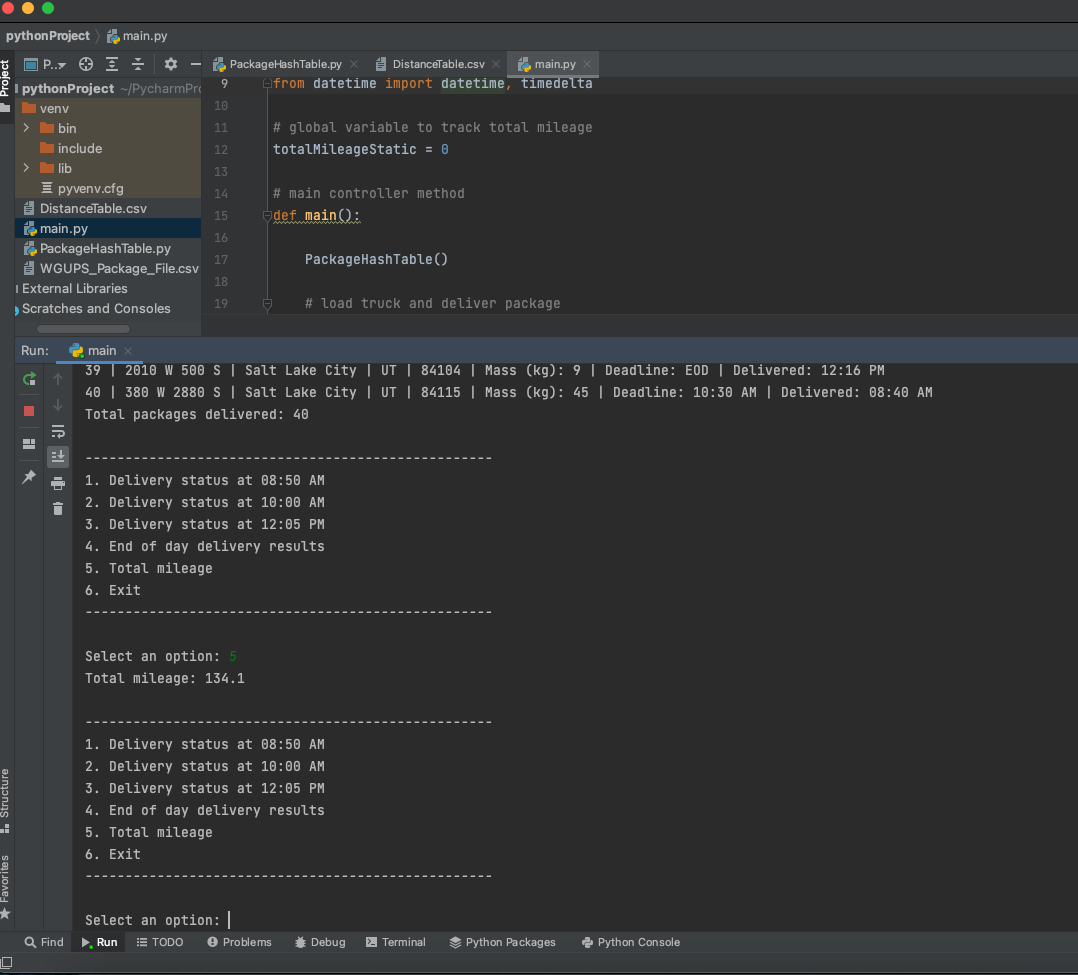 pythonProject 〉 main.py
P...
PackageHashTable.py
DistanceTable.csv
main.py
Project
pythonProject ~/PycharmPro
venv
bin
include
lib
pyvenv.cfg
DistanceTable.csv
main.py
PackageHashTable.py
WGUPS_Package_File.csv
External Libraries
Scratches and Consoles
9 from datetime import datetime, timedelta
10
11 # global variable to track total mileage
12 totalMileageStatic = 0
13
14 # main controller method
15 def main():
16
17 PackageHashTable()
18
19 # load truck and deliver package
Run: main
39 | 2010 W 500 S | Salt Lake City | UT | 84104 | Mass (kg): 9 | Deadline: EOD | Delivered: 12:16 PM
40 | 380 W 2880 S | Salt Lake City | UT | 84115 | Mass (kg): 45 | Deadline: 10:30 AM | Delivered: 08:40 AM
Total packages delivered: 40
---------------------------------------------------
1. Delivery status at 08:50 AM
2. Delivery status at 10:00 AM
3. Delivery status at 12:05 PM
4. End of day delivery results
5. Total mileage
6. Exit
---------------------------------------------------
Select an option: 5
Total mileage: 134.1
---------------------------------------------------
1. Delivery status at 08:50 AM
2. Delivery status at 10:00 AM
3. Delivery status at 12:05 PM
4. End of day delivery results
5. Total mileage
6. Exit
---------------------------------------------------
Select an option:
Structure
Favorites
Find
Run
TODO
Problems
Debug
Terminal
Python Packages
Python Console